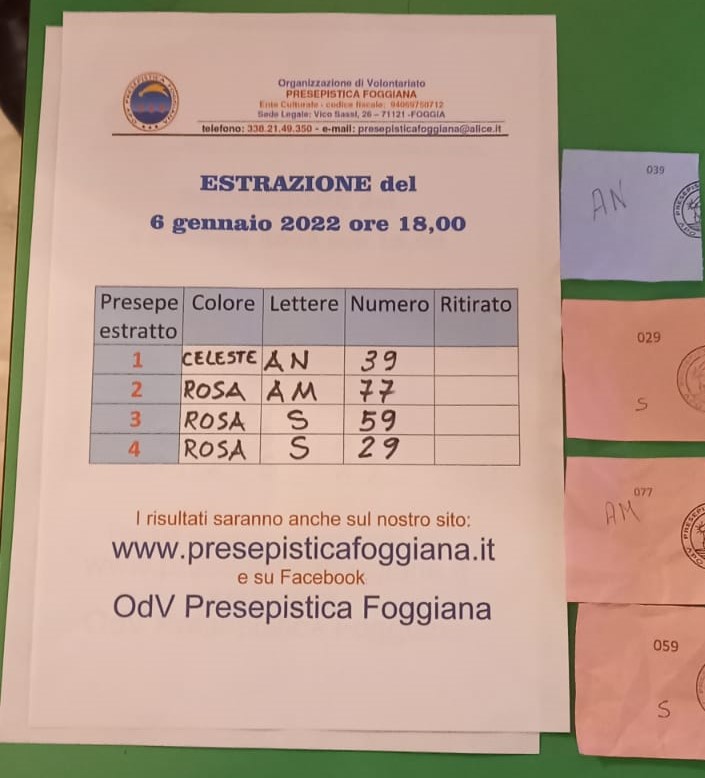 Organizzazione di Volontariato
PRESEPISTICA FOGGIANA
Ente Culturale - codice fiscale: 94069750712
Sede Legale: Vico Sassi, 26 – 71121 -FOGGIA
telefono: 338.21.49.350 - e-mail: presepisticafoggiana@alice.it
ESTRAZIONE del
6 gennaio 2022 ore 18,00
Presepe estratto Colore Lettere Numero Ritirato
1 CELESTE AN 39
2 ROSA AM 77
3 ROSA S 59
4 ROSA S 29
I risultati saranno anche sul nostro sito:
www.presepisticafoggiana.it
e su Facebook
OdV Presepistica Foggiana
039
AN
029
S
077
AM
059
S